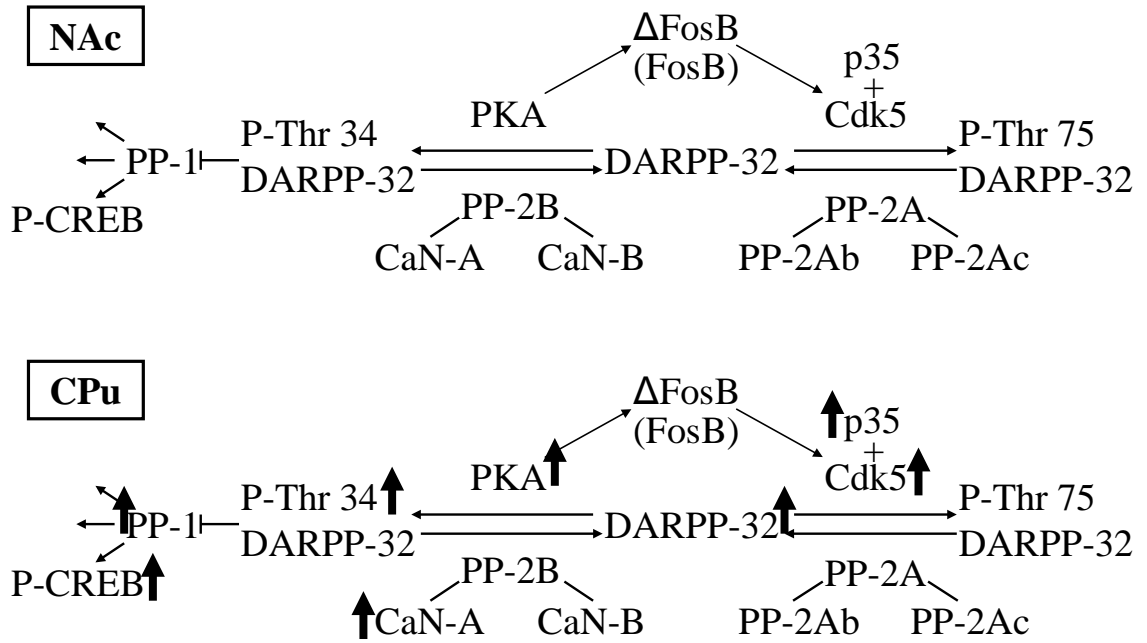 NAc
ΔFosB
(FosB)
p35
+
PKA
Cdk5
P-Thr 34
P-Thr 75
PP-1
DARPP-32
DARPP-32
DARPP-32
P-CREB
PP-2B
PP-2A
CaN-A
CaN-B
PP-2Ab
PP-2Ac
CPu
ΔFosB
(FosB)
p35
+
PKA
Cdk5
P-Thr 34
P-Thr 75
PP-1
DARPP-32
DARPP-32
DARPP-32
P-CREB
PP-2B
PP-2A
CaN-A
CaN-B
PP-2Ab
PP-2Ac